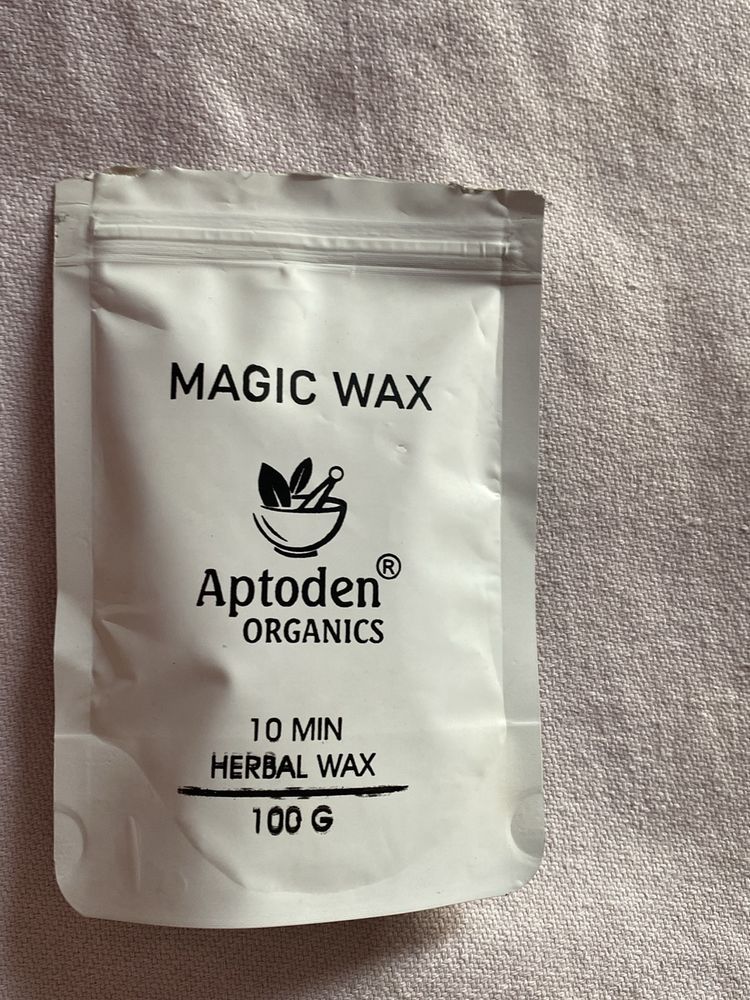 MAGIC WAX
Aptoden®
ORGANICS
10 MIN
HERBAL WAX
100 G